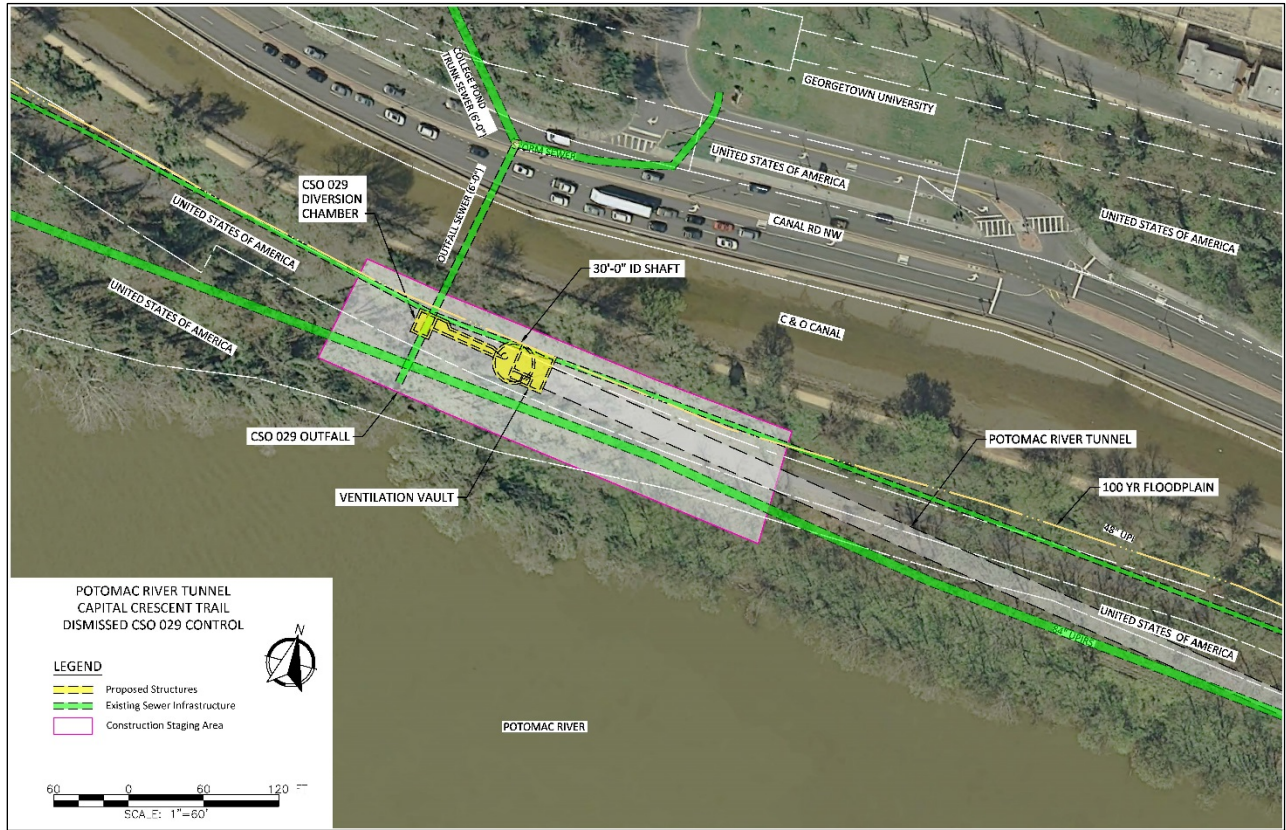 COLLEGE POND
TRUNK SEWER (6'-0")
GEORGETOWN UNIVERSITY
STORM SEWER
UNITED STATES OF AMERICA
CSO 029
DIVERSION
CHAMBER
OUTFALL SEWER (6'-0")
CANAL RD NW
UNITED STATES OF AMERICA
UNITED STATES OF AMERICA
30'-0" ID SHAFT
UNITED STATES OF AMERICA
C & O CANAL
CSO 029 OUTFALL
POTOMAC RIVER TUNNEL
VENTILATION VAULT
100 YR FLOODPLAIN
48" UPI
UNITED STATES OF AMERICA
UPIRS
POTOMAC RIVER TUNNEL
CAPITAL CRESCENT TRAIL
DISMISSED CSO 029 CONTROL
N
LEGEND
Proposed Structures
Existing Sewer Infrastructure
Construction Staging Area
POTOMAC RIVER
60 0 60 120
SCALE: 1"=60'